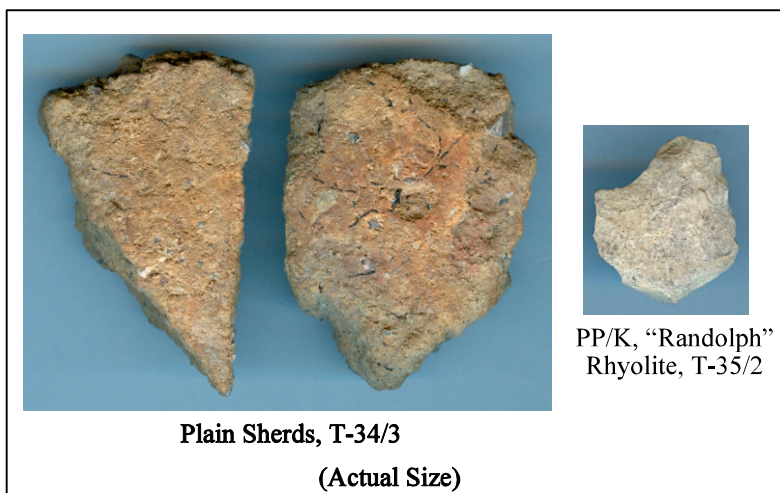 PP/K, “Randolph”
Rhyolite, T-35/2
Plain Sherds, T-34/3
(Actual Size)